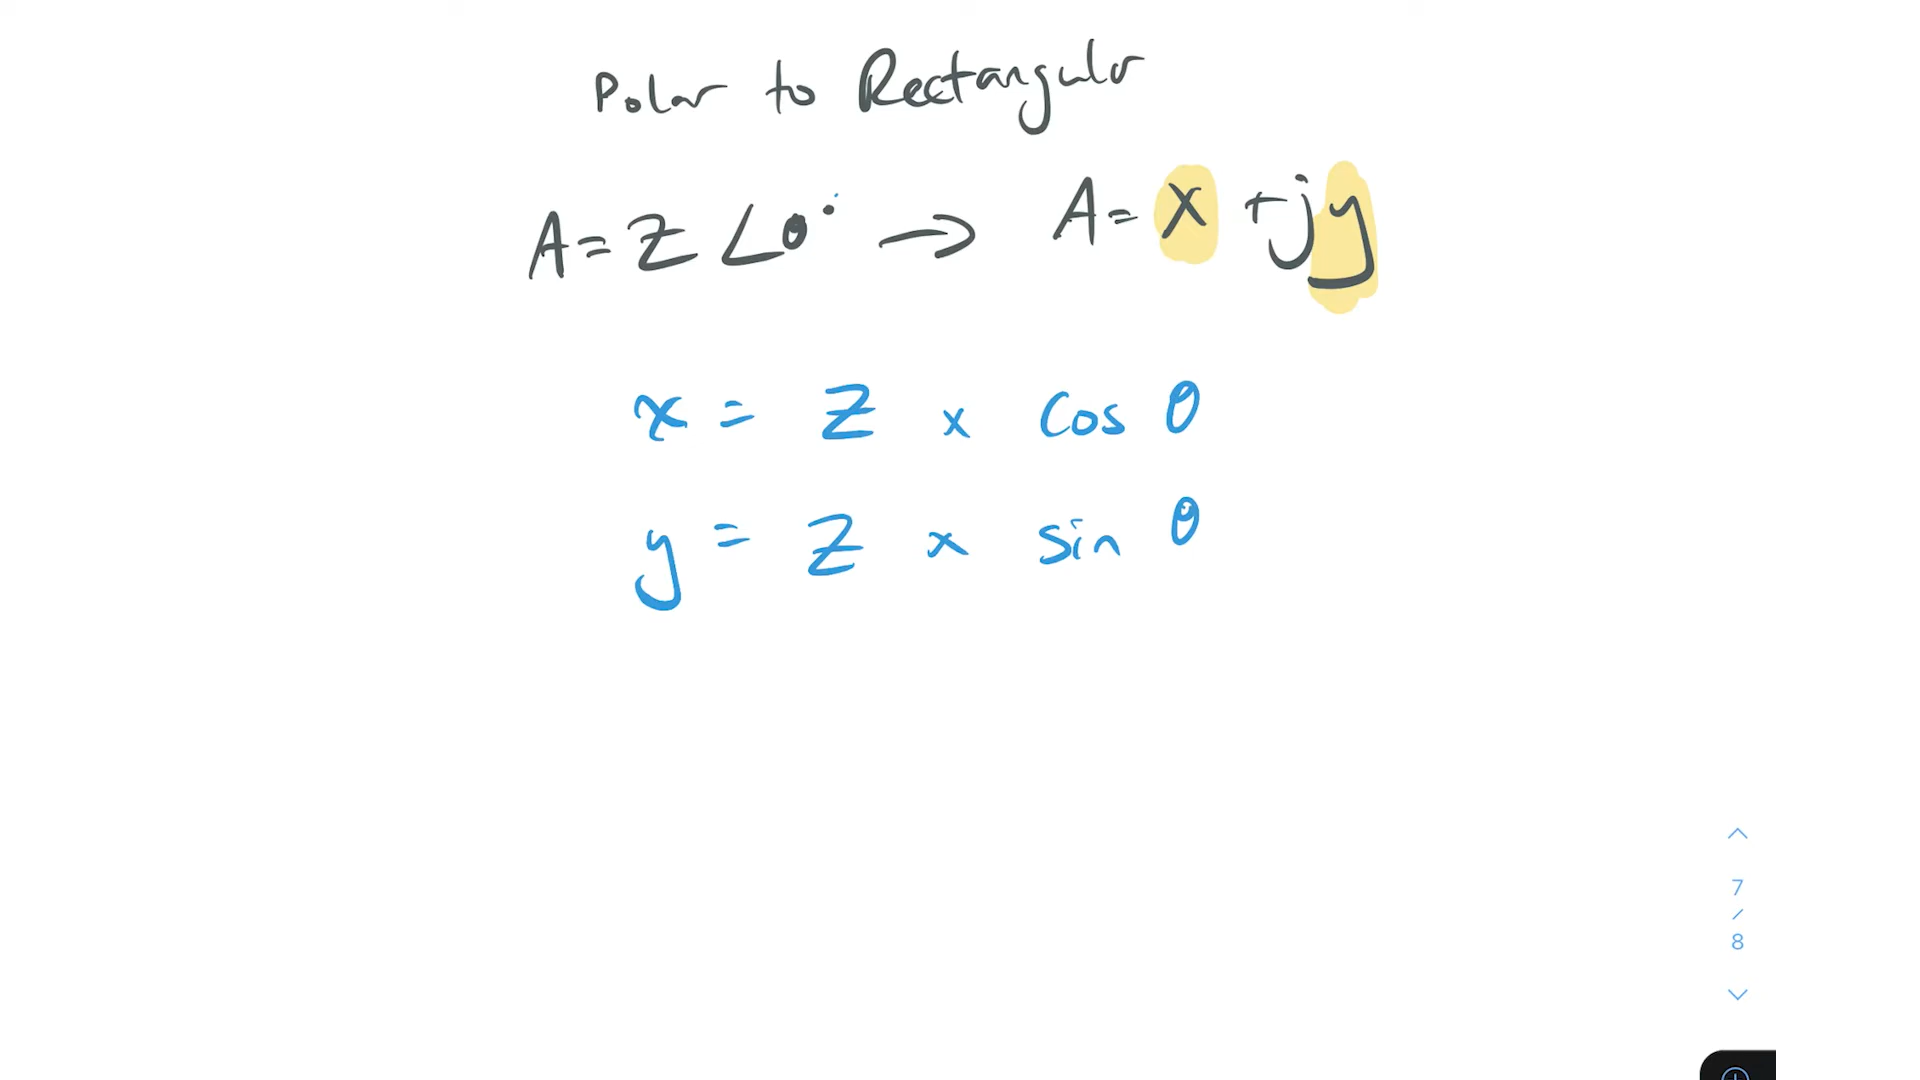 Polar to Rectangular
A = Z ∠θ° → A = x + jy
x = Z x cos θ
y = Z x sin θ
7
/
8